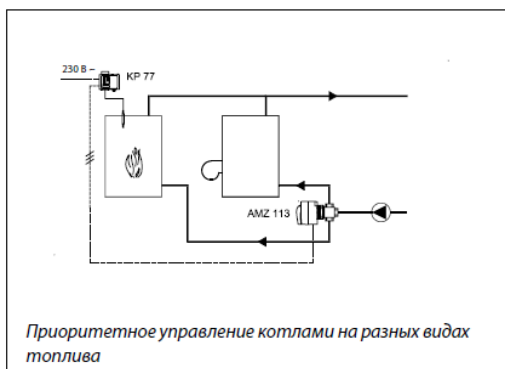 230 В ~
KP 77
AMZ 113
Приоритетное управление котлами на разных видах
топлива